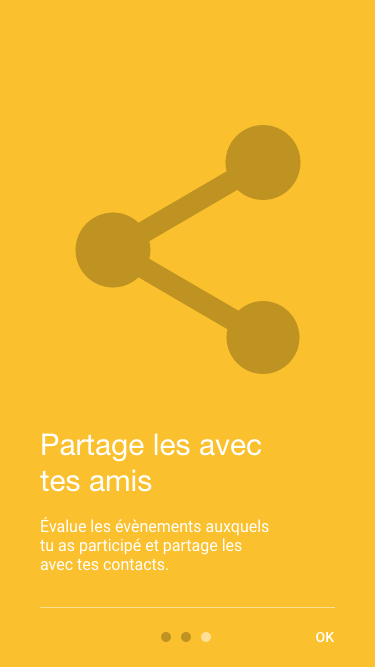 Partage les avec
tes amis
Évalue les évènements auxquels
tu as participé et partage les
avec tes contacts.
OK